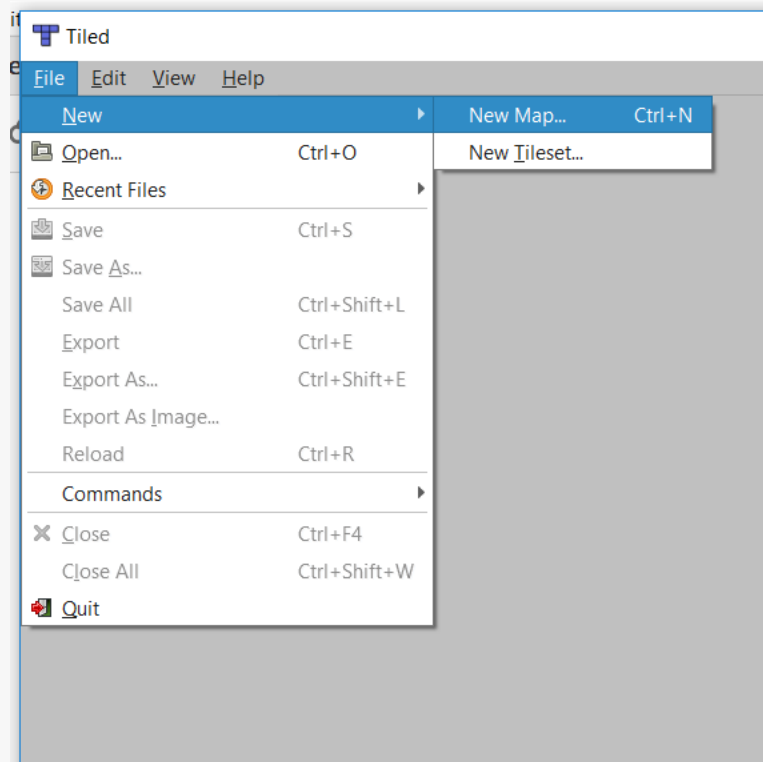 Tiled
File Edit View Help
New New Map... Ctrl+N
Open... Ctrl+O New Tileset...
Recent Files
Save Ctrl+S
Save As...
Save All Ctrl+Shift+L
Export Ctrl+E
Export As... Ctrl+Shift+E
Export As Image...
Reload Ctrl+R
Commands
Close Ctrl+F4
Close All Ctrl+Shift+W
Quit